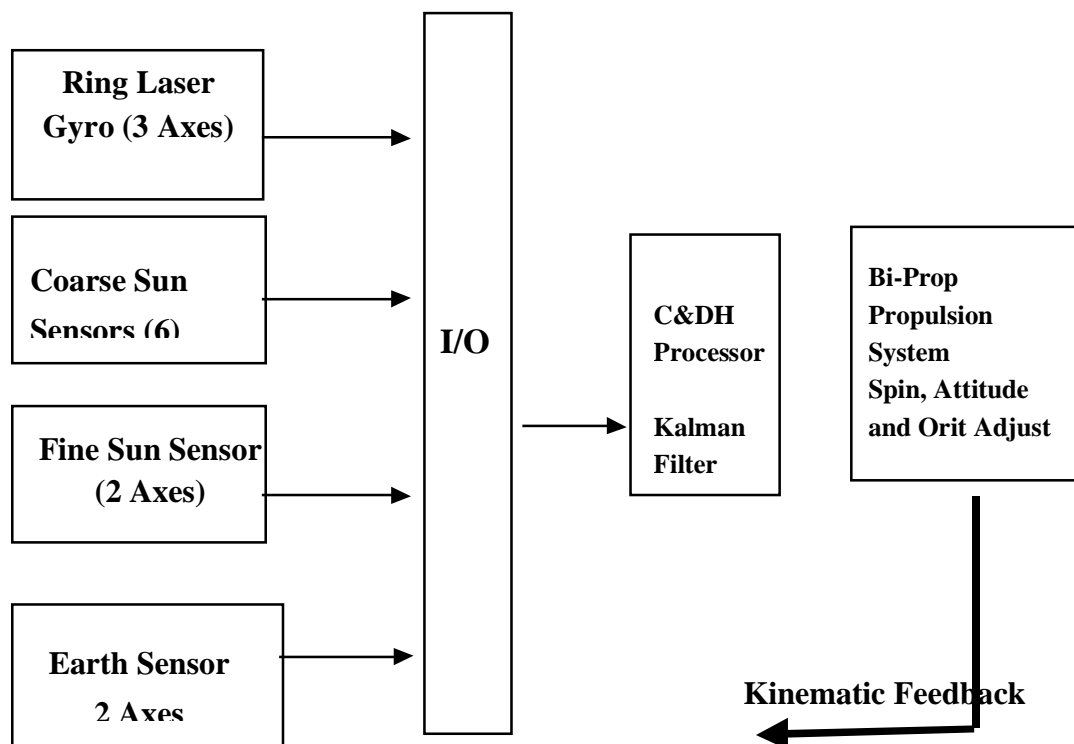 Ring Laser
Gyro (3 Axes)
Coarse Sun
Sensors (6)
Fine Sun Sensor
(2 Axes)
Earth Sensor
2 Axes
I/O
C&DH
Processor
Kalman
Filter
Bi-Prop
Propulsion
System
Spin, Attitude
and Orit Adjust
Kinematic Feedback